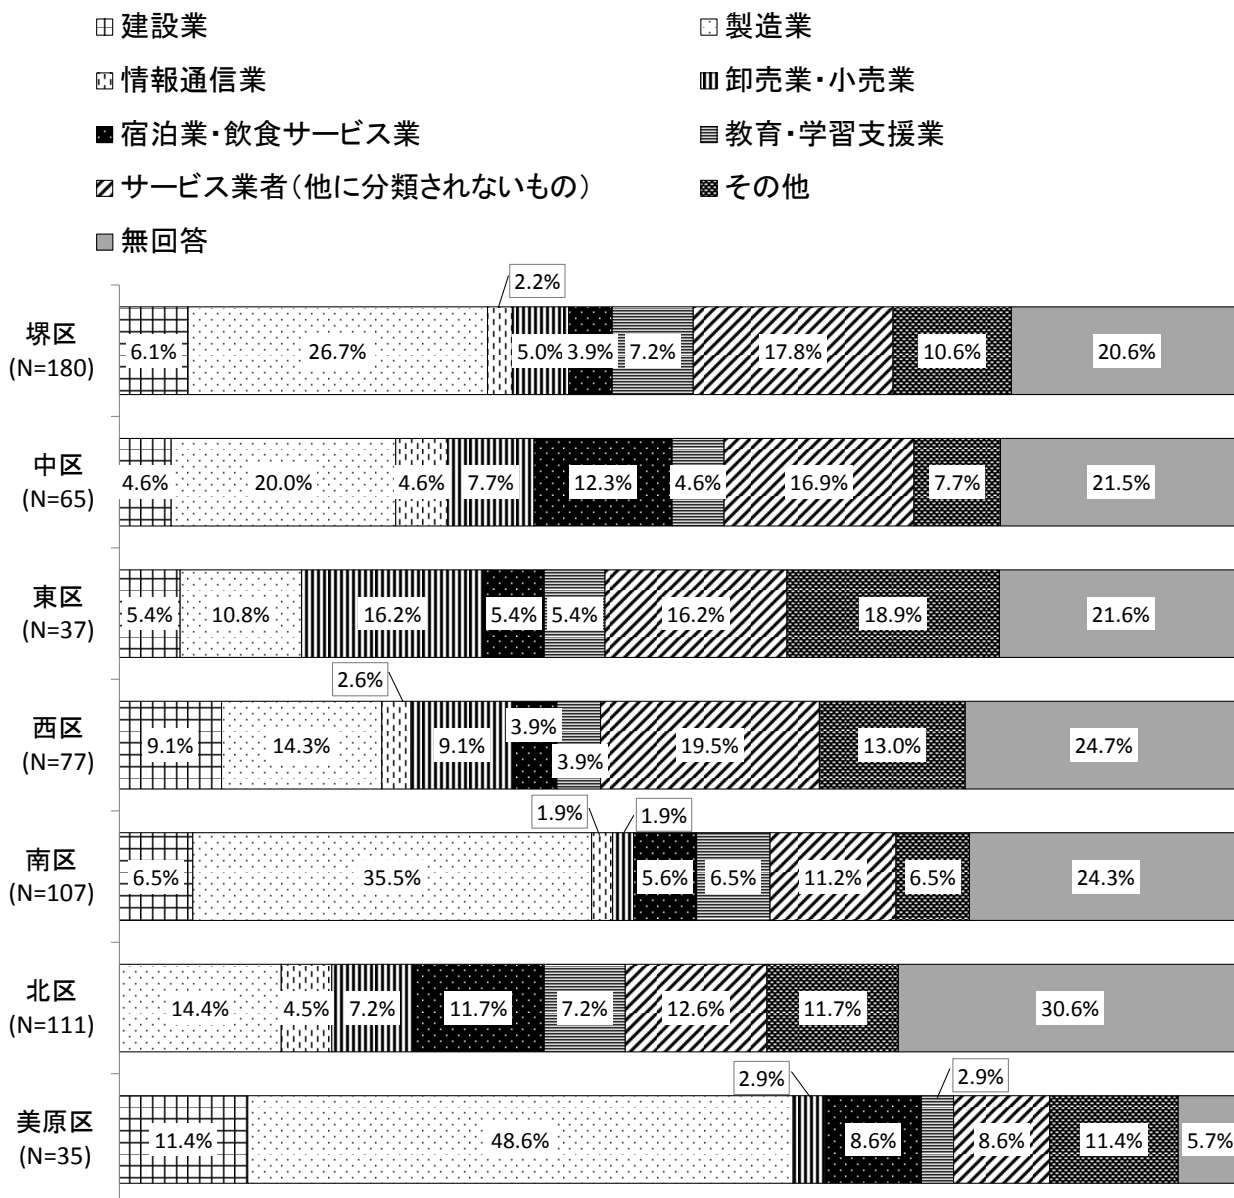 建設業
製造業
情報通信業
卸売業・小売業
宿泊業・飲食サービス業
教育・学習支援業
サービス業者(他に分類されないもの)
その他
無回答
2.2%
堺区
(N=180)
6.1% 26.7% 5.0% 3.9% 7.2% 17.8% 10.6% 20.6%
中区
(N=65)
4.6% 20.0% 4.6% 7.7% 12.3% 4.6% 16.9% 7.7% 21.5%
東区
(N=37)
5.4% 10.8% 16.2% 5.4% 5.4% 16.2% 18.9% 21.6%
2.6%
西区
(N=77)
9.1% 14.3% 9.1% 3.9% 3.9% 19.5% 13.0% 24.7%
1.9% 1.9%
南区
(N=107)
6.5% 35.5% 5.6% 6.5% 11.2% 6.5% 24.3%
北区
(N=111)
14.4% 4.5% 7.2% 11.7% 7.2% 12.6% 11.7% 30.6%
2.9% 2.9%
美原区
(N=35)
11.4% 48.6% 8.6% 8.6% 11.4% 5.7%